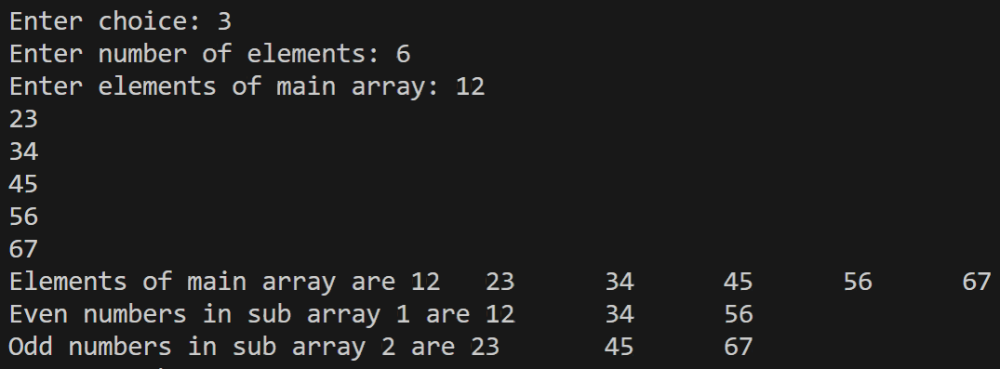 Enter choice: 3
Enter number of elements: 6
Enter elements of main array: 12
23
34
45
56
67
Elements of main array are 12 23 34 45 56 67
Even numbers in sub array 1 are 12 34 56
Odd numbers in sub array 2 are 23 45 67